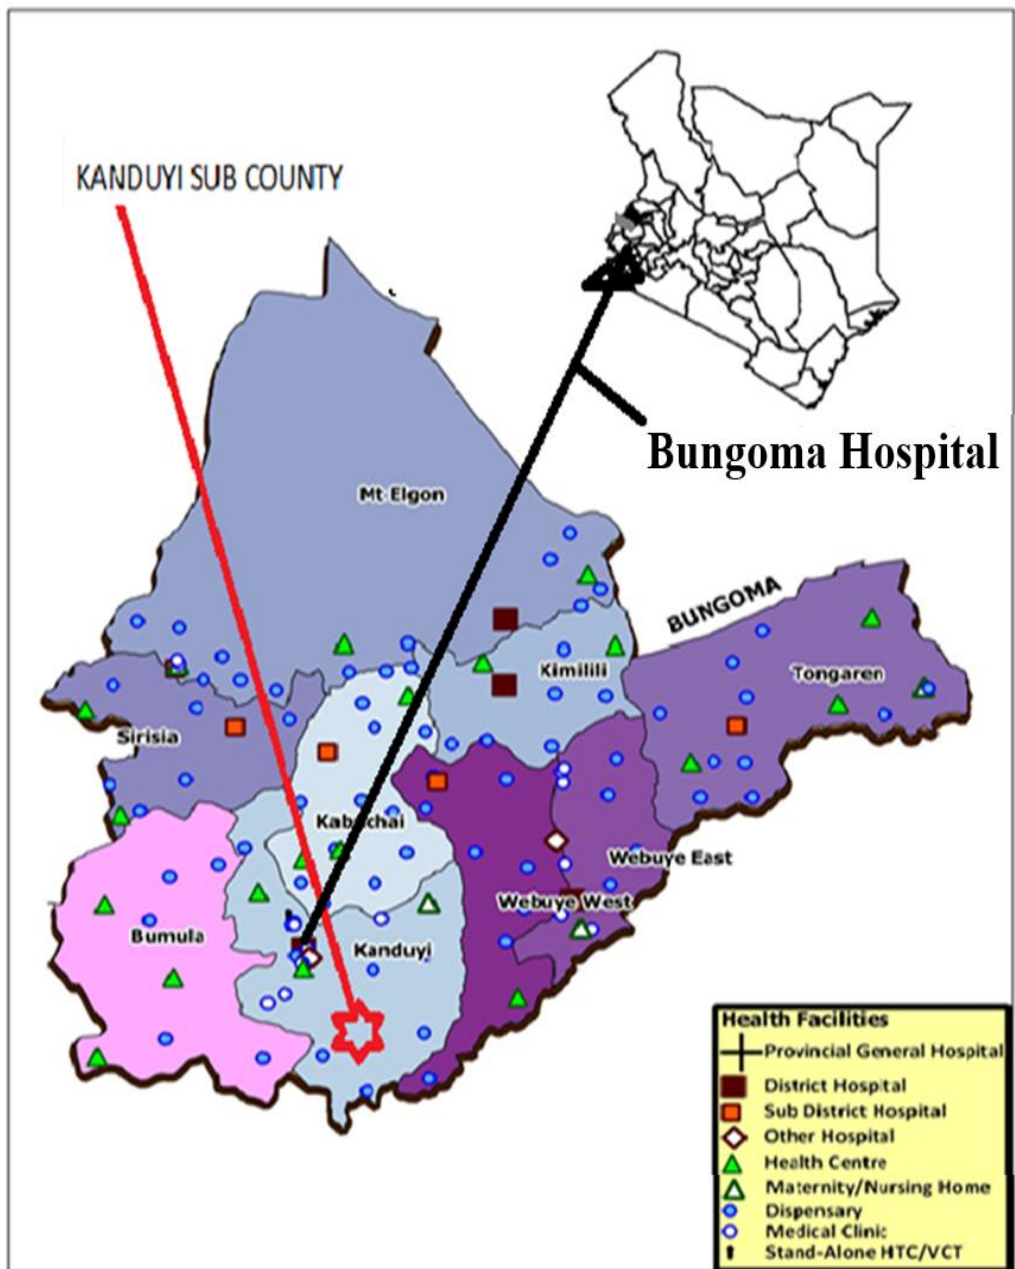 KANDUYI SUB COUNTY
Bungoma Hospital
Mt Elgon
BUNGOMA
Kimilili
Tongaren
Sirisia
Kabuchai
Webuye East
Webuye West
Bumula
Kanduyi
Health Facilities
Provincial General Hospital
District Hospital
Sub District Hospital
Other Hospital
Health Centre
Maternity/Nursing Home
Dispensary
Medical Clinic
Stand-Alone HTC/VCT